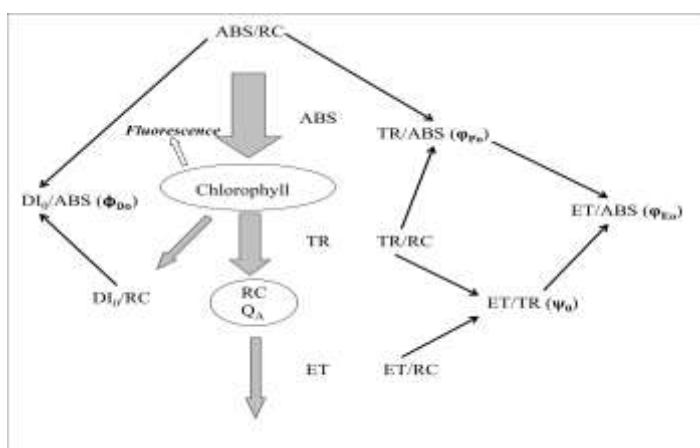 ABS/RC
ABS
Fluorescence
TR/ABS (φPo)
Chlorophyll
DI0/ABS (ΦDo)
ET/ABS (φEo)
TR
TR/RC
DI0/RC
RC
QA
ET/TR (ψ0)
ET
ET/RC